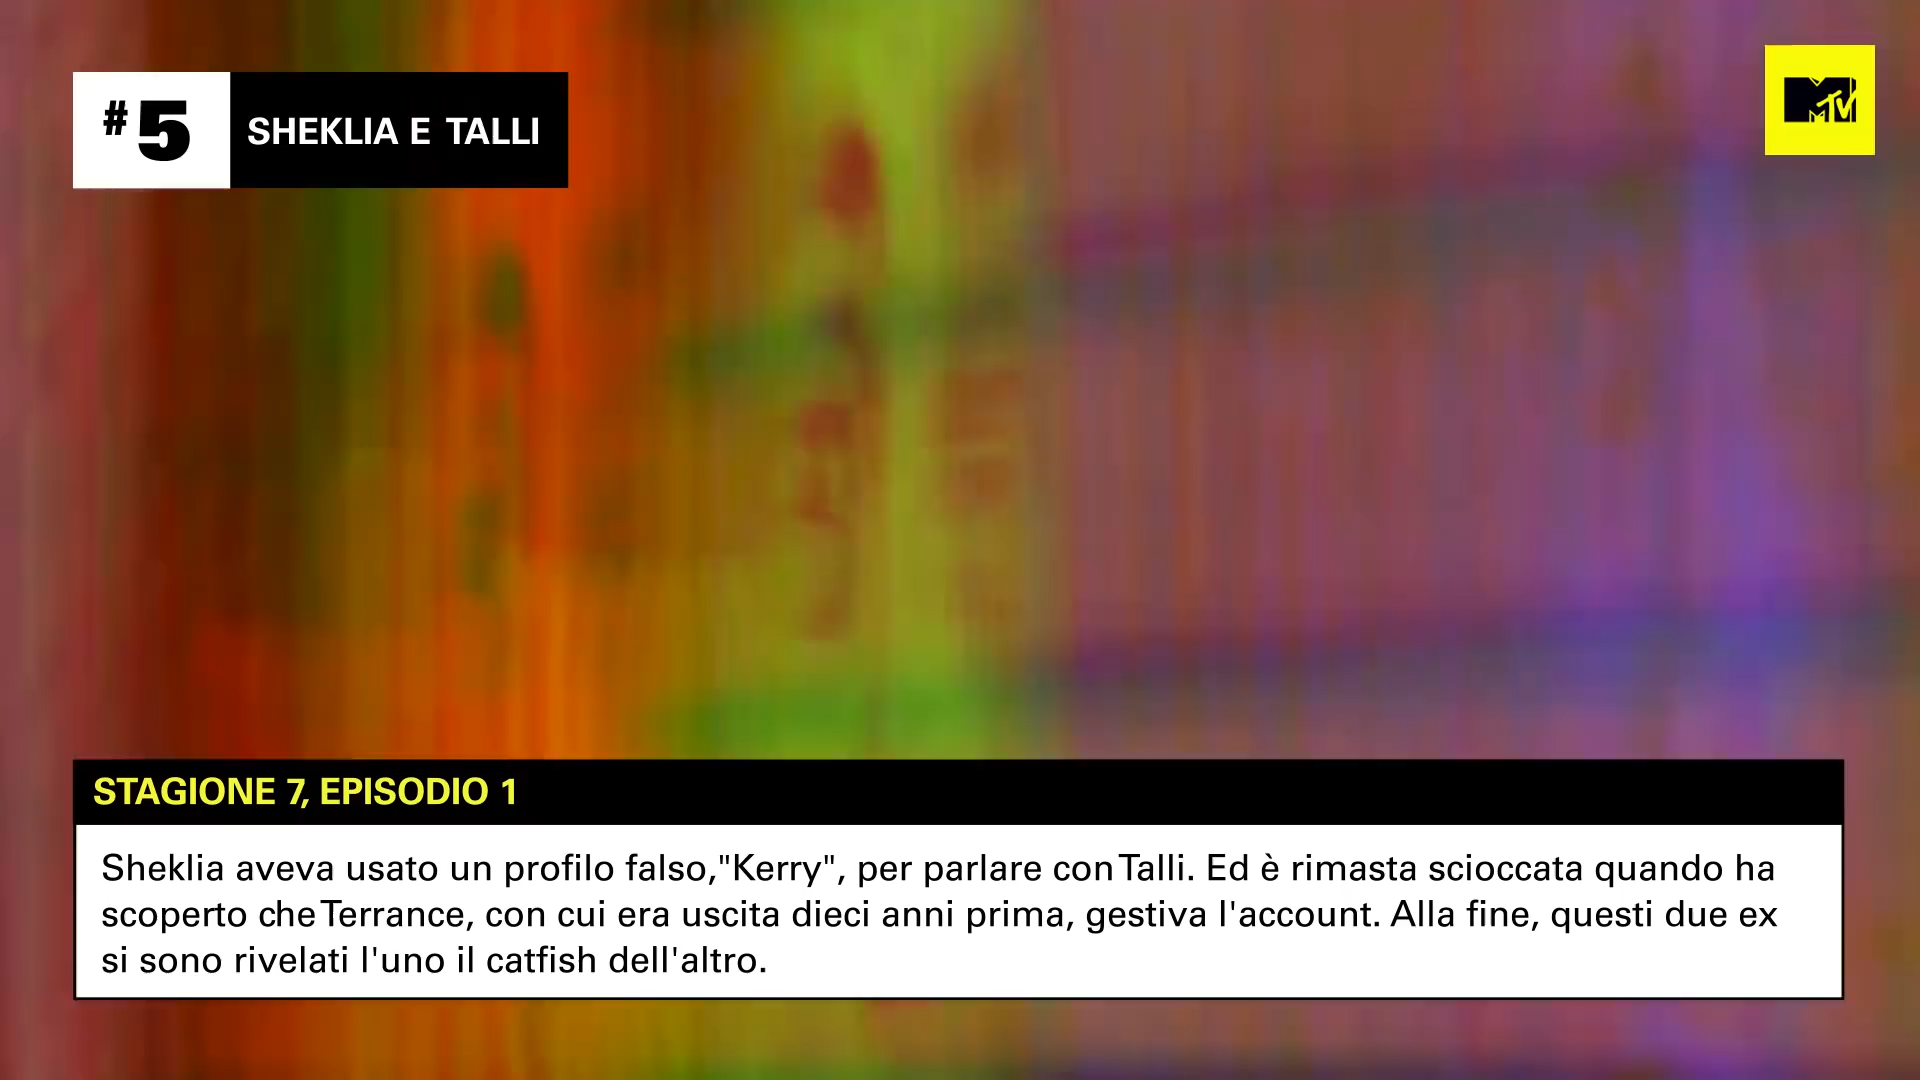 #5 SHEKLIA E TALLI
MTV
STAGIONE 7, EPISODIO 1
Sheklia aveva usato un profilo falso,"Kerry", per parlare con Talli. Ed è rimasta scioccata quando ha
scoperto che Terrance, con cui era uscita dieci anni prima, gestiva l'account. Alla fine, questi due ex
si sono rivelati l'uno il catfish dell'altro.